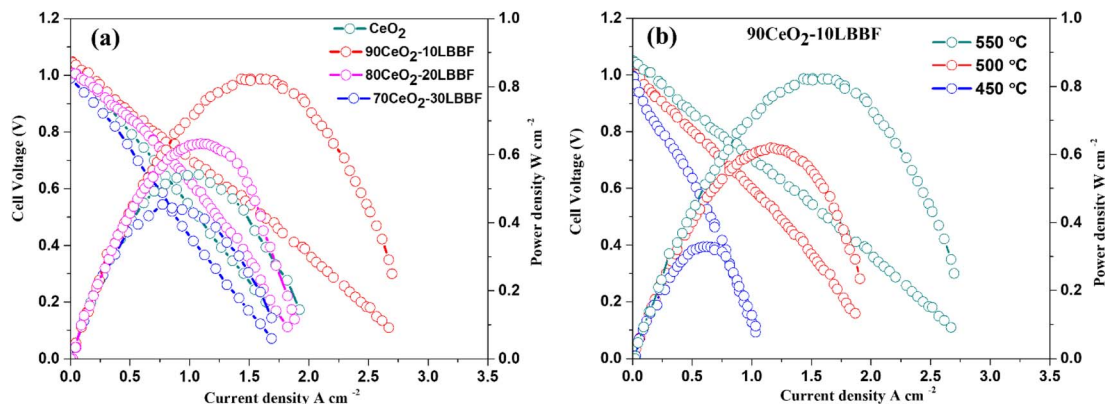 (a)
CeO2
90CeO2-10LBBF
80CeO2-20LBBF
70CeO2-30LBBF
Cell Voltage (V)
1.2
1.0
0.8
0.6
0.4
0.2
0.0
0.0 0.5 1.0 1.5 2.0 2.5 3.0 3.5
Current density A cm -2
1.0
0.8
0.6
0.4
0.2
0.0
Power density W cm-2
(b)
90CeO2-10LBBF
550 °C
500 °C
450 °C
Cell Voltage (V)
1.2
1.0
0.8
0.6
0.4
0.2
0.0
0.0 0.5 1.0 1.5 2.0 2.5 3.0 3.5
Current density A cm -2
1.0
0.8
0.6
0.4
0.2
0.0
Power density W cm-2